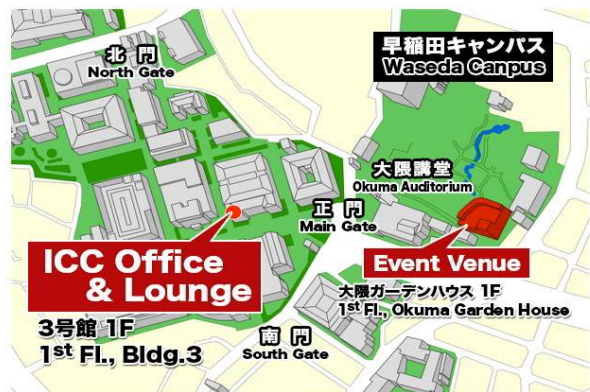 北門
North Gate
早稲田キャンパス
Waseda Canpus
大隈講堂
Okuma Auditorium
正門
Main Gate
ICC Office
& Lounge
3号館 1F
1st Fl., Bldg.3
Event Venue
大隈ガーデンハウス 1F
1st Fl., Okuma Garden House
南門
South Gate